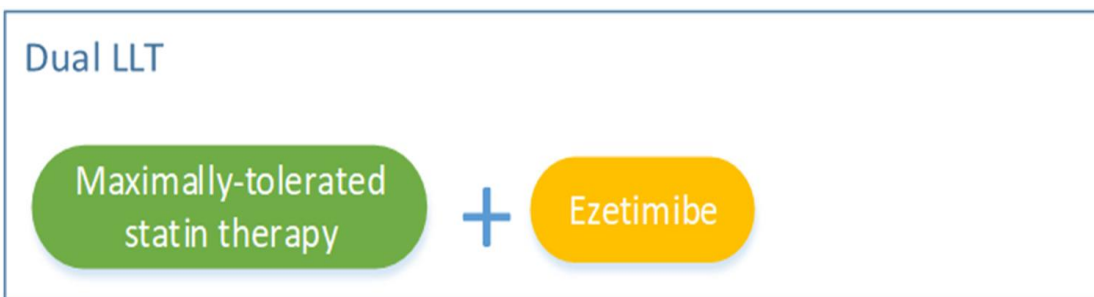 Dual LLT
Maximally-tolerated
statin therapy
+
Ezetimibe